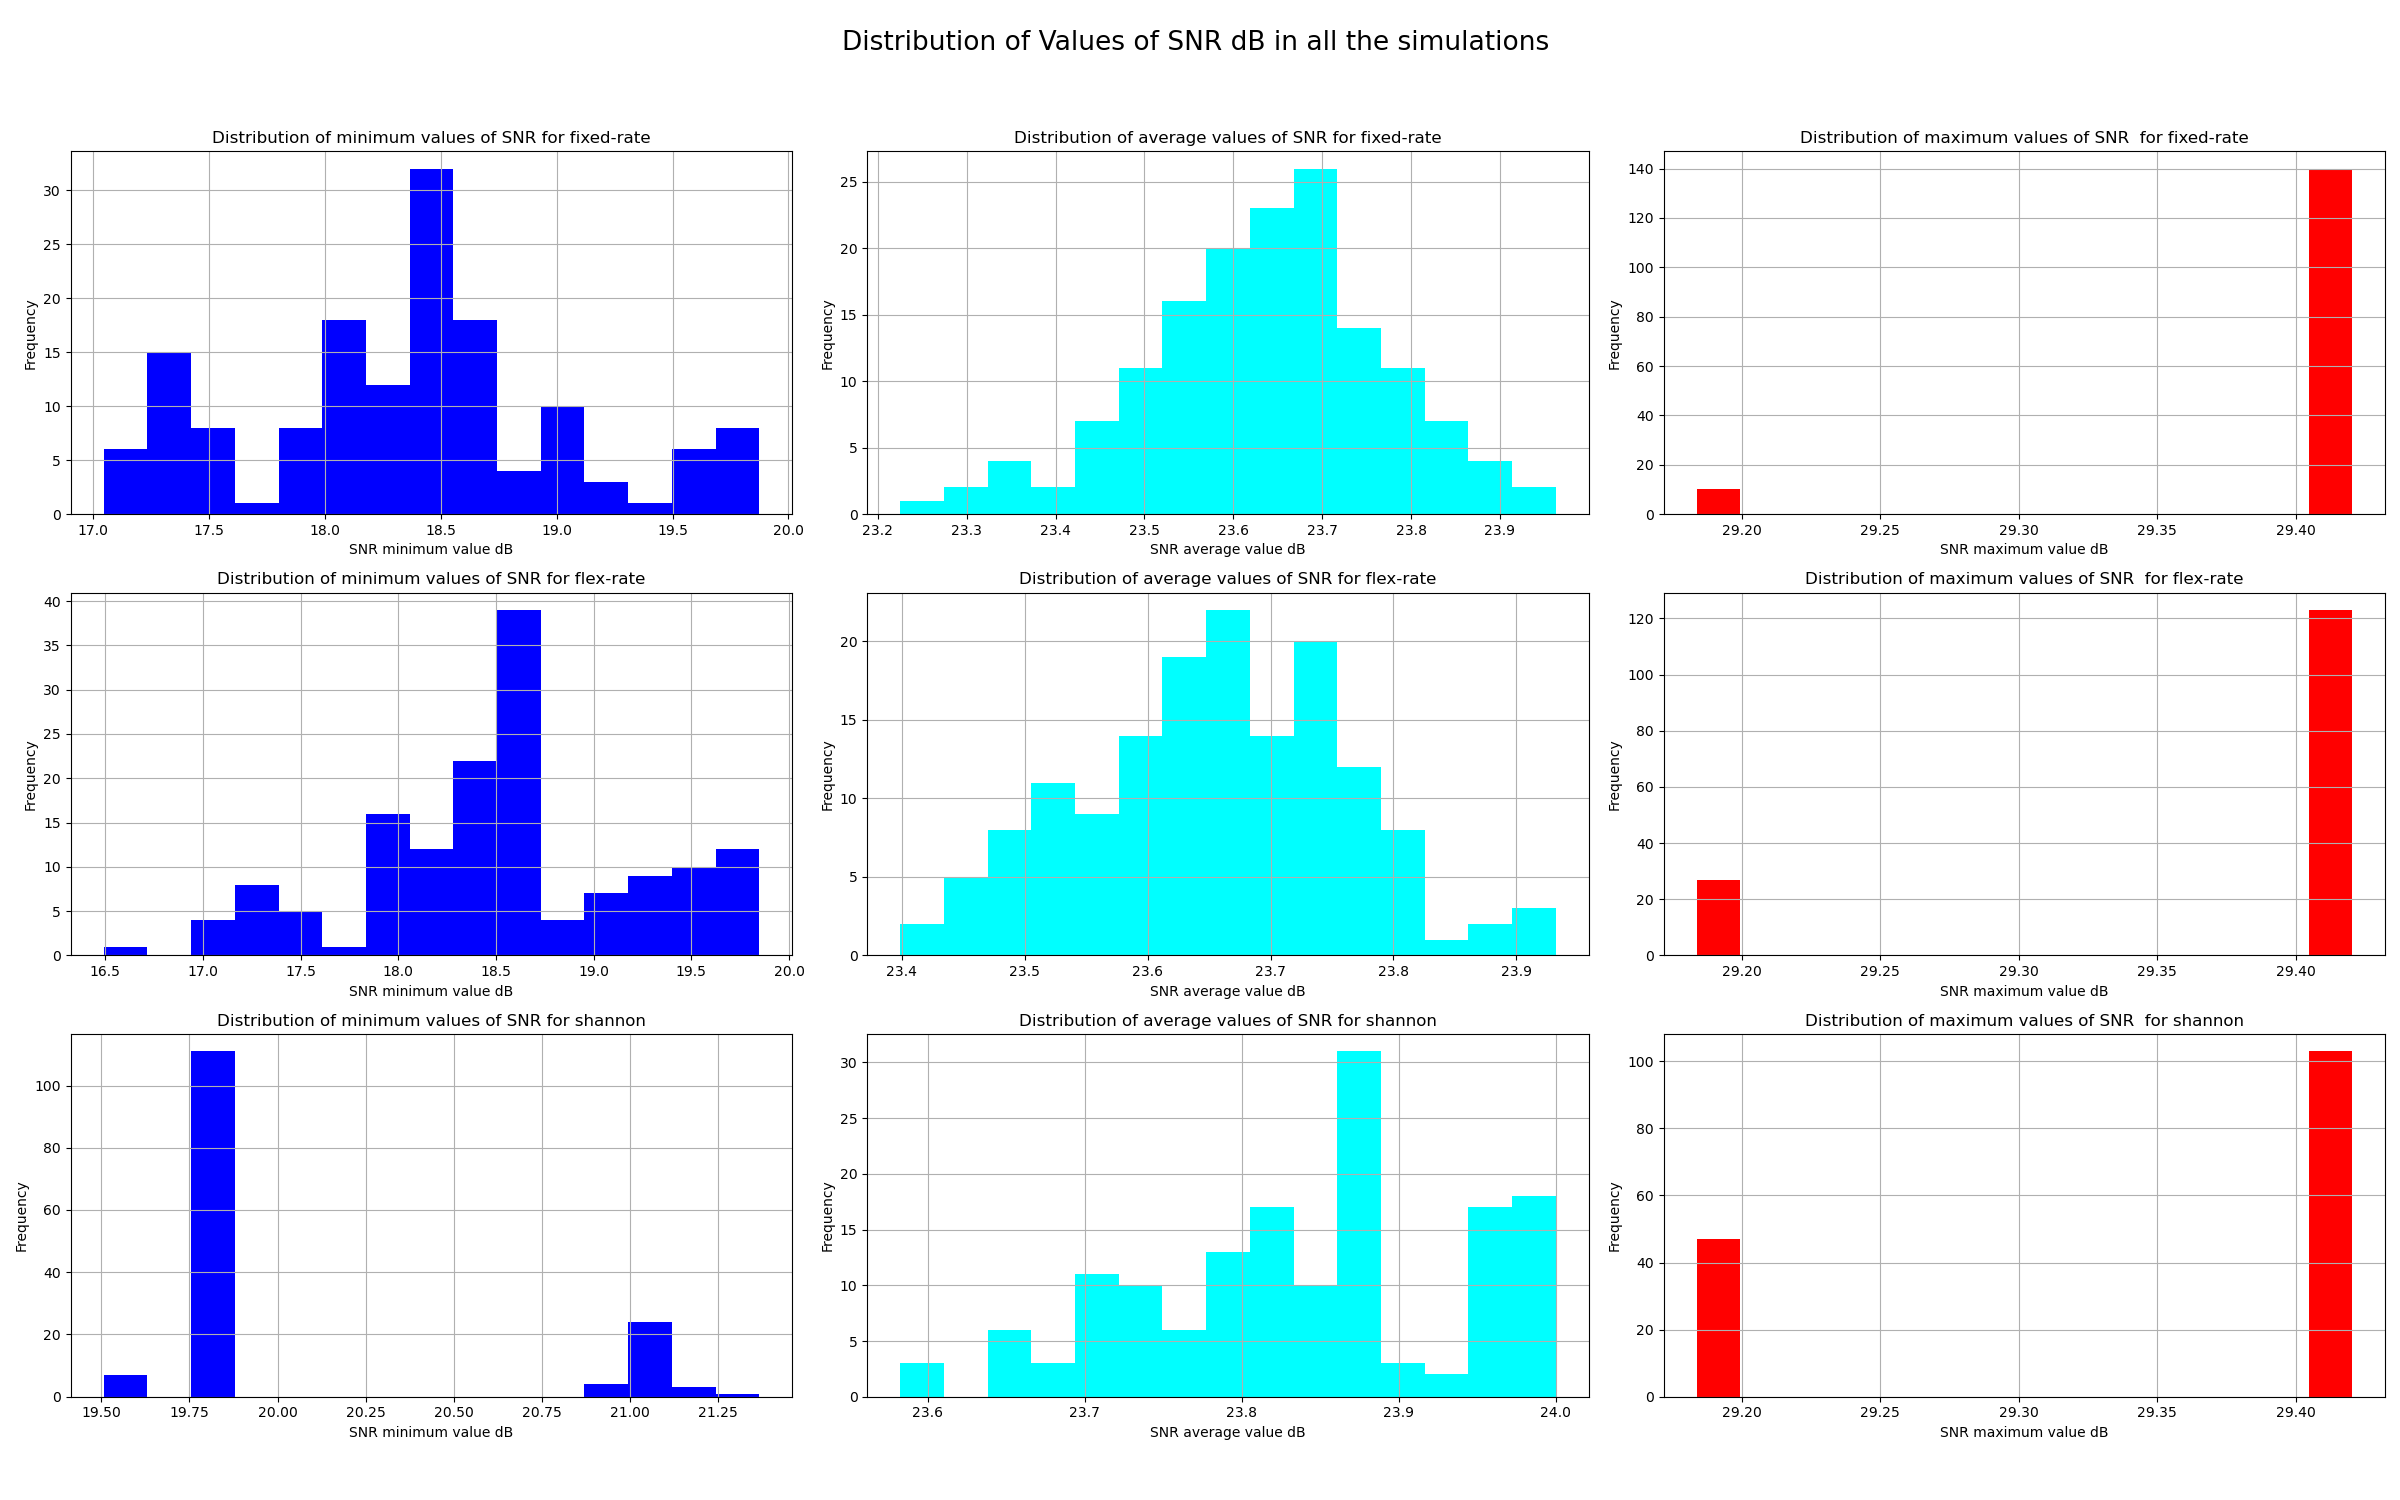 Distribution of Values of SNR dB in all the simulations
Distribution of minimum values of SNR for fixed-rate
Frequency
30
25
20
15
10
5
0
17.0 17.5 18.0 18.5 19.0 19.5 20.0
SNR minimum value dB
Distribution of average values of SNR for fixed-rate
Frequency
25
20
15
10
5
0
23.2 23.3 23.4 23.5 23.6 23.7 23.8 23.9
SNR average value dB
Distribution of maximum values of SNR  for fixed-rate
Frequency
140
120
100
80
60
40
20
0
29.20 29.25 29.30 29.35 29.40
SNR maximum value dB
Distribution of minimum values of SNR for flex-rate
Frequency
40
35
30
25
20
15
10
5
0
16.5 17.0 17.5 18.0 18.5 19.0 19.5 20.0
SNR minimum value dB
Distribution of average values of SNR for flex-rate
Frequency
20
15
10
5
0
23.4 23.5 23.6 23.7 23.8 23.9
SNR average value dB
Distribution of maximum values of SNR  for flex-rate
Frequency
120
100
80
60
40
20
0
29.20 29.25 29.30 29.35 29.40
SNR maximum value dB
Distribution of minimum values of SNR for shannon
Frequency
100
80
60
40
20
0
19.50 19.75 20.00 20.25 20.50 20.75 21.00 21.25
SNR minimum value dB
Distribution of average values of SNR for shannon
Frequency
30
25
20
15
10
5
0
23.6 23.7 23.8 23.9 24.0
SNR average value dB
Distribution of maximum values of SNR  for shannon
Frequency
100
80
60
40
20
0
29.20 29.25 29.30 29.35 29.40
SNR maximum value dB